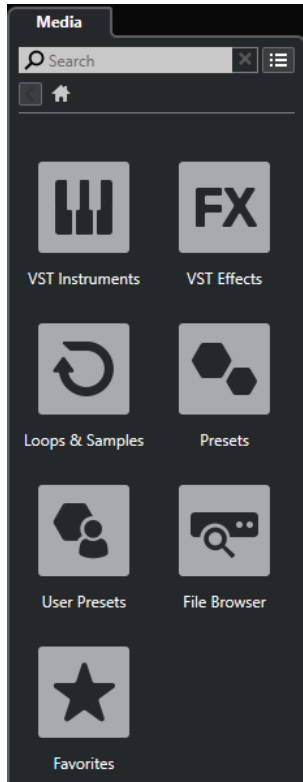 Media
Search
VST Instruments
FX
VST Effects
Loops & Samples
Presets
User Presets
File Browser
Favorites